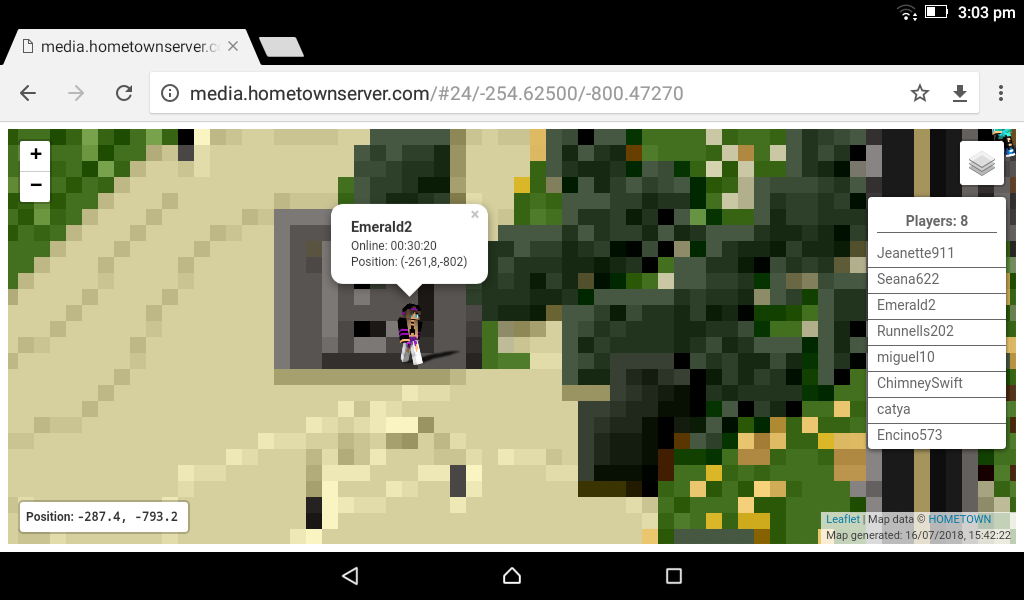 3:03 pm
media.hometownserver.c
media.hometownserver.com/#24/-254.62500/-800.47270
+
−
Emerald2
×
Online: 00:30:20
Position: (-261,8,-802)
Players: 8
Jeanette911
Seana622
Emerald2
Runnells202
miguel10
ChimneySwift
catya
Encino573
Position: -287.4, -793.2
Leaflet | Map data © HOMETOWN
Map generated: 16/07/2018, 15:42:22